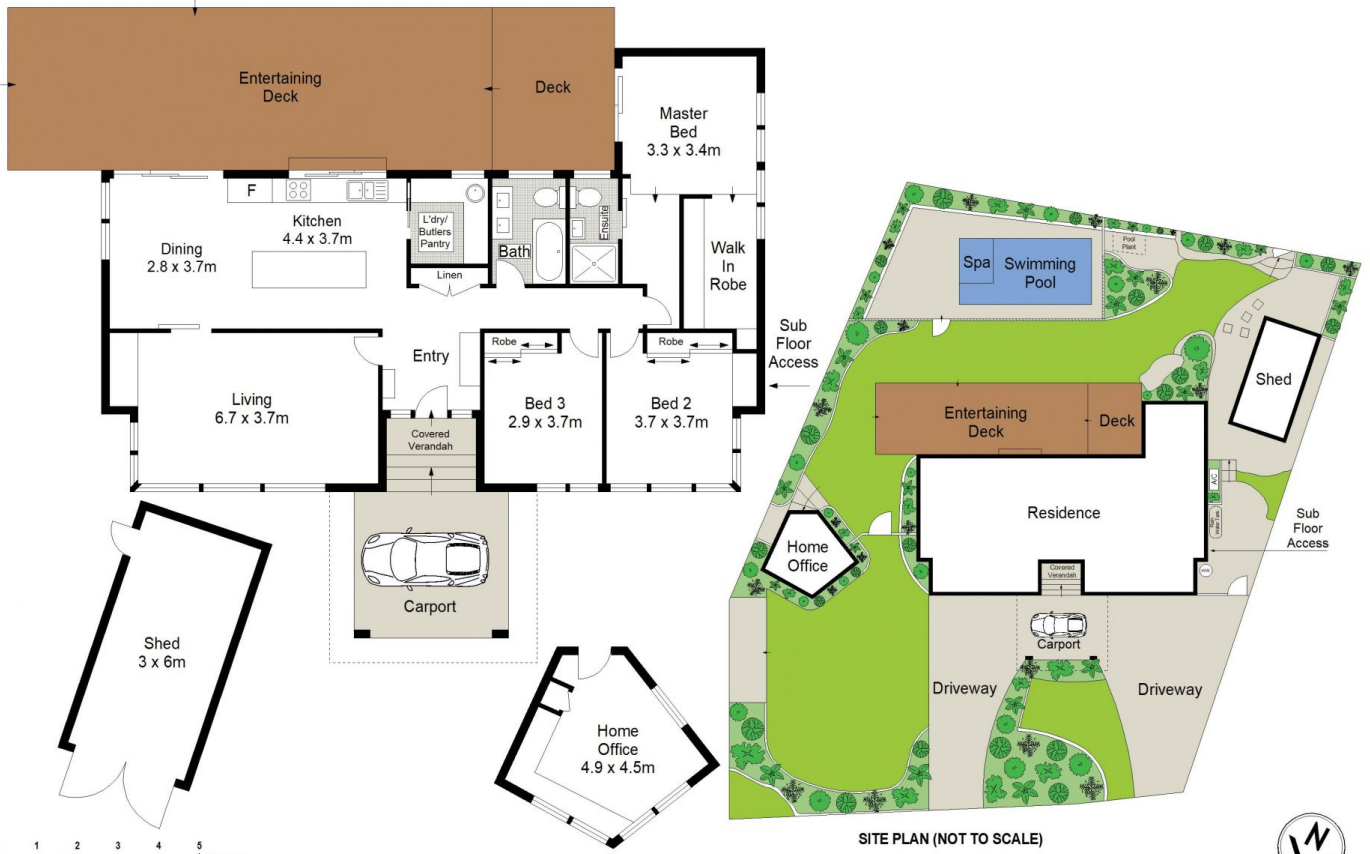 Entertaining
Deck
Deck
Master
Bed
3.3 x 3.4m
F
Kitchen
4.4 x 3.7m
L'dry/
Butlers
Pantry
Bath
Ensuite
Dining
2.8 x 3.7m
Linen
Walk
In
Robe
Entry
Robe
Robe
Sub
Floor
Access
Living
6.7 x 3.7m
Bed 3
2.9 x 3.7m
Bed 2
3.7 x 3.7m
Covered
Verandah
Carport
Shed
3 x 6m
Home
Office
4.9 x 4.5m
1 2 3 4 5
Pool
Plant
Spa
Swimming
Pool
Shed
Entertaining
Deck
Deck
A/C
Residence
Water Tank
Sub
Floor
Access
Home
Office
Covered
Verandah
HW
Carport
Driveway
Driveway
SITE PLAN (NOT TO SCALE)
N